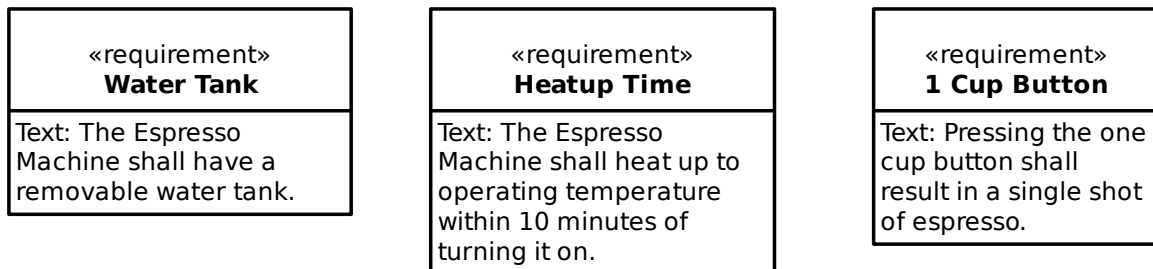 «requirement»
Water Tank
Text: The Espresso
Machine shall have a
removable water tank.
«requirement»
Heatup Time
Text: The Espresso
Machine shall heat up to
operating temperature
within 10 minutes of
turning it on.
«requirement»
1 Cup Button
Text: Pressing the one
cup button shall
result in a single shot
of espresso.